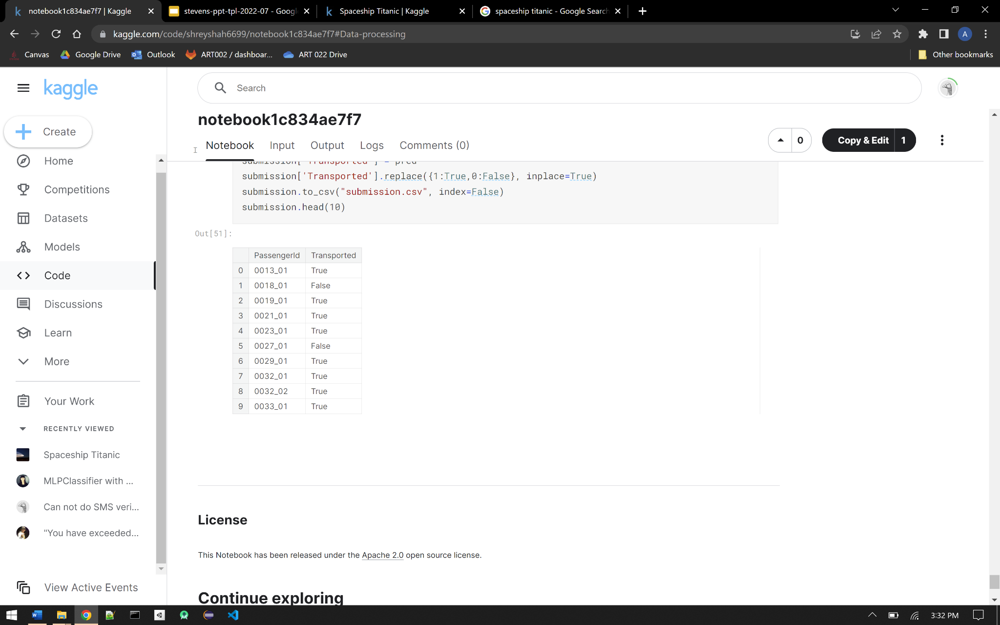 notebook1c834ae7f7 | Kaggle
stevens-ppt-tpl-2022-07 - Googl
Spaceship Titanic | Kaggle
spaceship titanic - Google Search
kaggle.com/code/shreyshah6699/notebook1c834ae7f7#Data-processing
A
Canvas
Google Drive
Outlook
ART002 / dashboar...
ART 022 Drive
Other bookmarks
kaggle
Search
Create
Home
Competitions
Datasets
Models
Code
Discussions
Learn
More
Your Work
RECENTLY VIEWED
Spaceship Titanic
MLPClassifier with ...
Can not do SMS veri...
"You have exceeded...
View Active Events
notebook1c834ae7f7
Notebook Input Output Logs Comments (0)
0
Copy & Edit 1
submission['Transported'] = pred
submission['Transported'].replace({1:True,0:False}, inplace=True)
submission.to_csv("submission.csv", index=False)
submission.head(10)
Out[51]:
PassengerId Transported
0 0013_01 True
1 0018_01 False
2 0019_01 True
3 0021_01 True
4 0023_01 True
5 0027_01 False
6 0029_01 True
7 0032_01 True
8 0032_02 True
9 0033_01 True
License
This Notebook has been released under the Apache 2.0 open source license.
Continue exploring
3:32 PM